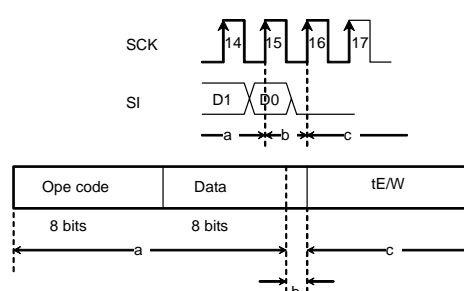 SCK 14 15 16 17
SI D1 D0
a b c
Ope code Data tE/W
8 bits 8 bits
a c
b